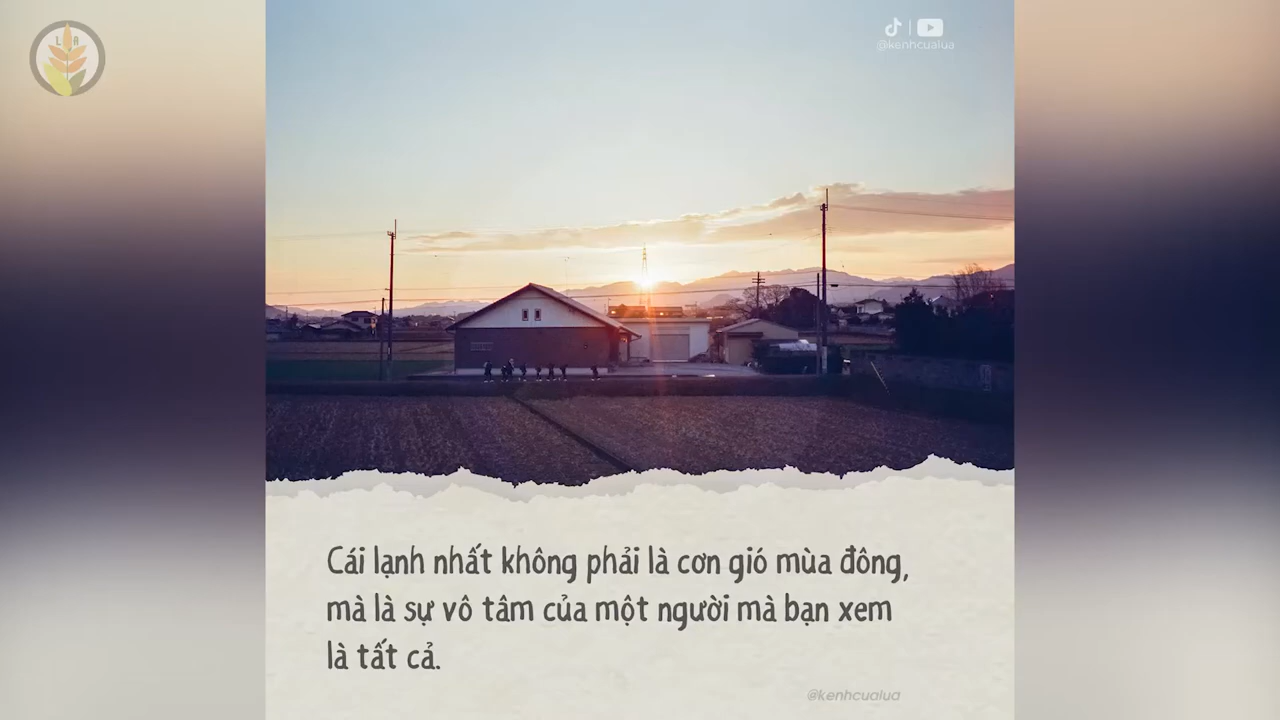 L A
@kenhcualua
Cái lạnh nhất không phải là cơn gió mùa đông,
mà là sự vô tâm của một người mà bạn xem
là tất cả.
@kenhcualua